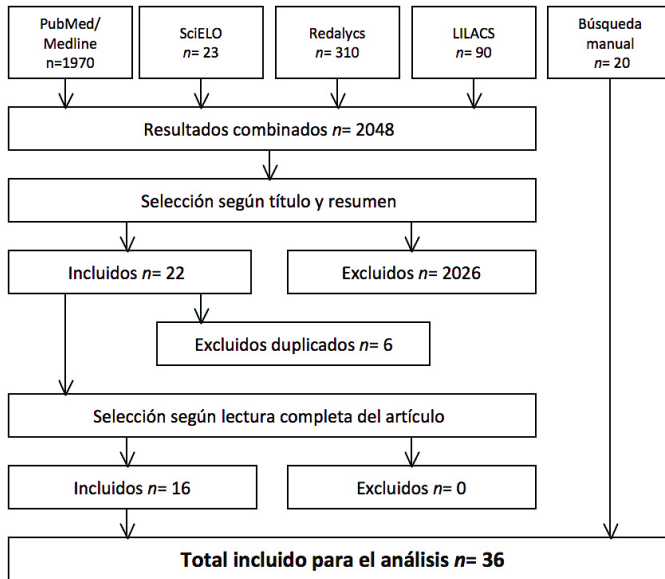 PubMed/
Medline
n=1970
SciELO
n= 23
Redalycs
n= 310
LILACS
n= 90
Búsqueda
manual
n= 20
Resultados combinados n= 2048
Selección según título y resumen
Incluidos n= 22
Excluidos n= 2026
Excluidos duplicados n= 6
Selección según lectura completa del artículo
Incluidos n= 16
Excluidos n= 0
Total incluido para el análisis n= 36